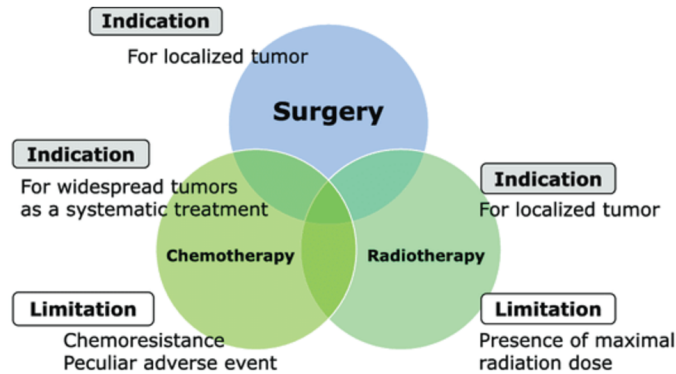 Indication
For localized tumor
Surgery
Indication
For widespread tumors
as a systematic treatment
Indication
For localized tumor
Chemotherapy
Radiotherapy
Limitation
Chemoresistance
Peculiar adverse event
Limitation
Presence of maximal
radiation dose